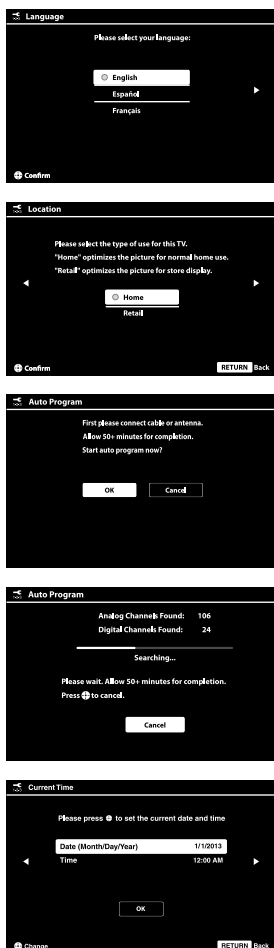 Language
Please select your language:
English
Español
Français
Confirm
Location
Please select the type of use for this TV.
"Home" optimizes the picture for normal home use.
"Retail" optimizes the picture for store display.
Home
Retail
Confirm RETURN Back
Auto Program
First please connect cable or antenna.
Allow 50+ minutes for completion.
Start auto program now?
OK Cancel
Auto Program
Analog Channels Found: 106
Digital Channels Found: 24
Searching...
Please wait. Allow 50+ minutes for completion.
Press to cancel.
Cancel
Current Time
Please press to set the current date and time
Date (Month/Day/Year) 1/1/2013
Time 12:00 AM
OK
Change RETURN Back